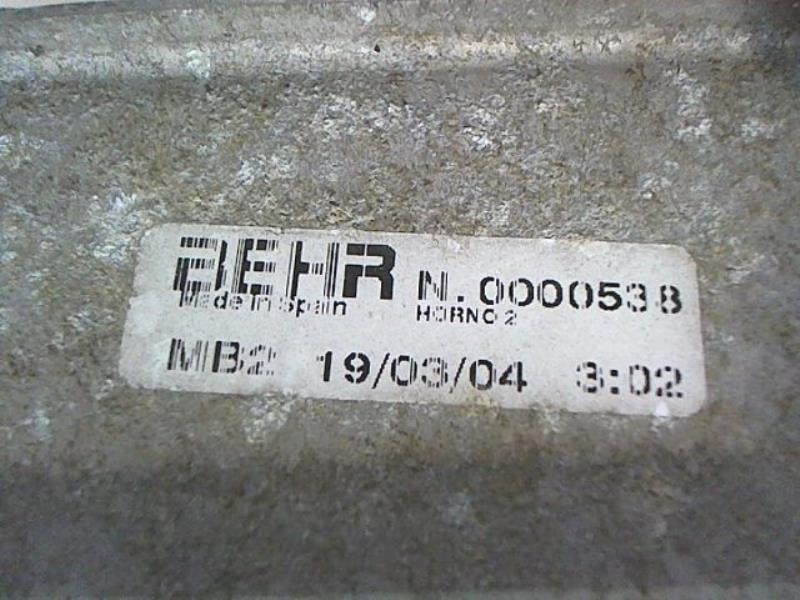 BEHR N.0000538
Made in Spain HORNO 2
MB2 19/03/04 3:02